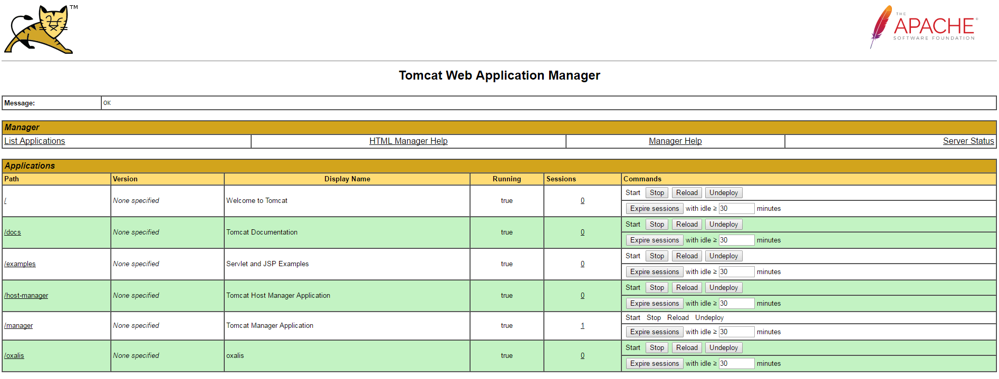 TM
THE
APACHE®
SOFTWARE FOUNDATION
Tomcat Web Application Manager
Message: OK
Manager
List Applications HTML Manager Help Manager Help Server Status
Applications
Path Version Display Name Running Sessions Commands
/ None specified Welcome to Tomcat true 0 Start Stop Reload Undeploy
Expire sessions with idle ≥ 30 minutes
/docs None specified Tomcat Documentation true 0 Start Stop Reload Undeploy
Expire sessions with idle ≥ 30 minutes
/examples None specified Servlet and JSP Examples true 0 Start Stop Reload Undeploy
Expire sessions with idle ≥ 30 minutes
/host-manager None specified Tomcat Host Manager Application true 0 Start Stop Reload Undeploy
Expire sessions with idle ≥ 30 minutes
/manager None specified Tomcat Manager Application true 1 Start Stop Reload Undeploy
Expire sessions with idle ≥ 30 minutes
/oxalis None specified oxalis true 0 Start Stop Reload Undeploy
Expire sessions with idle ≥ 30 minutes